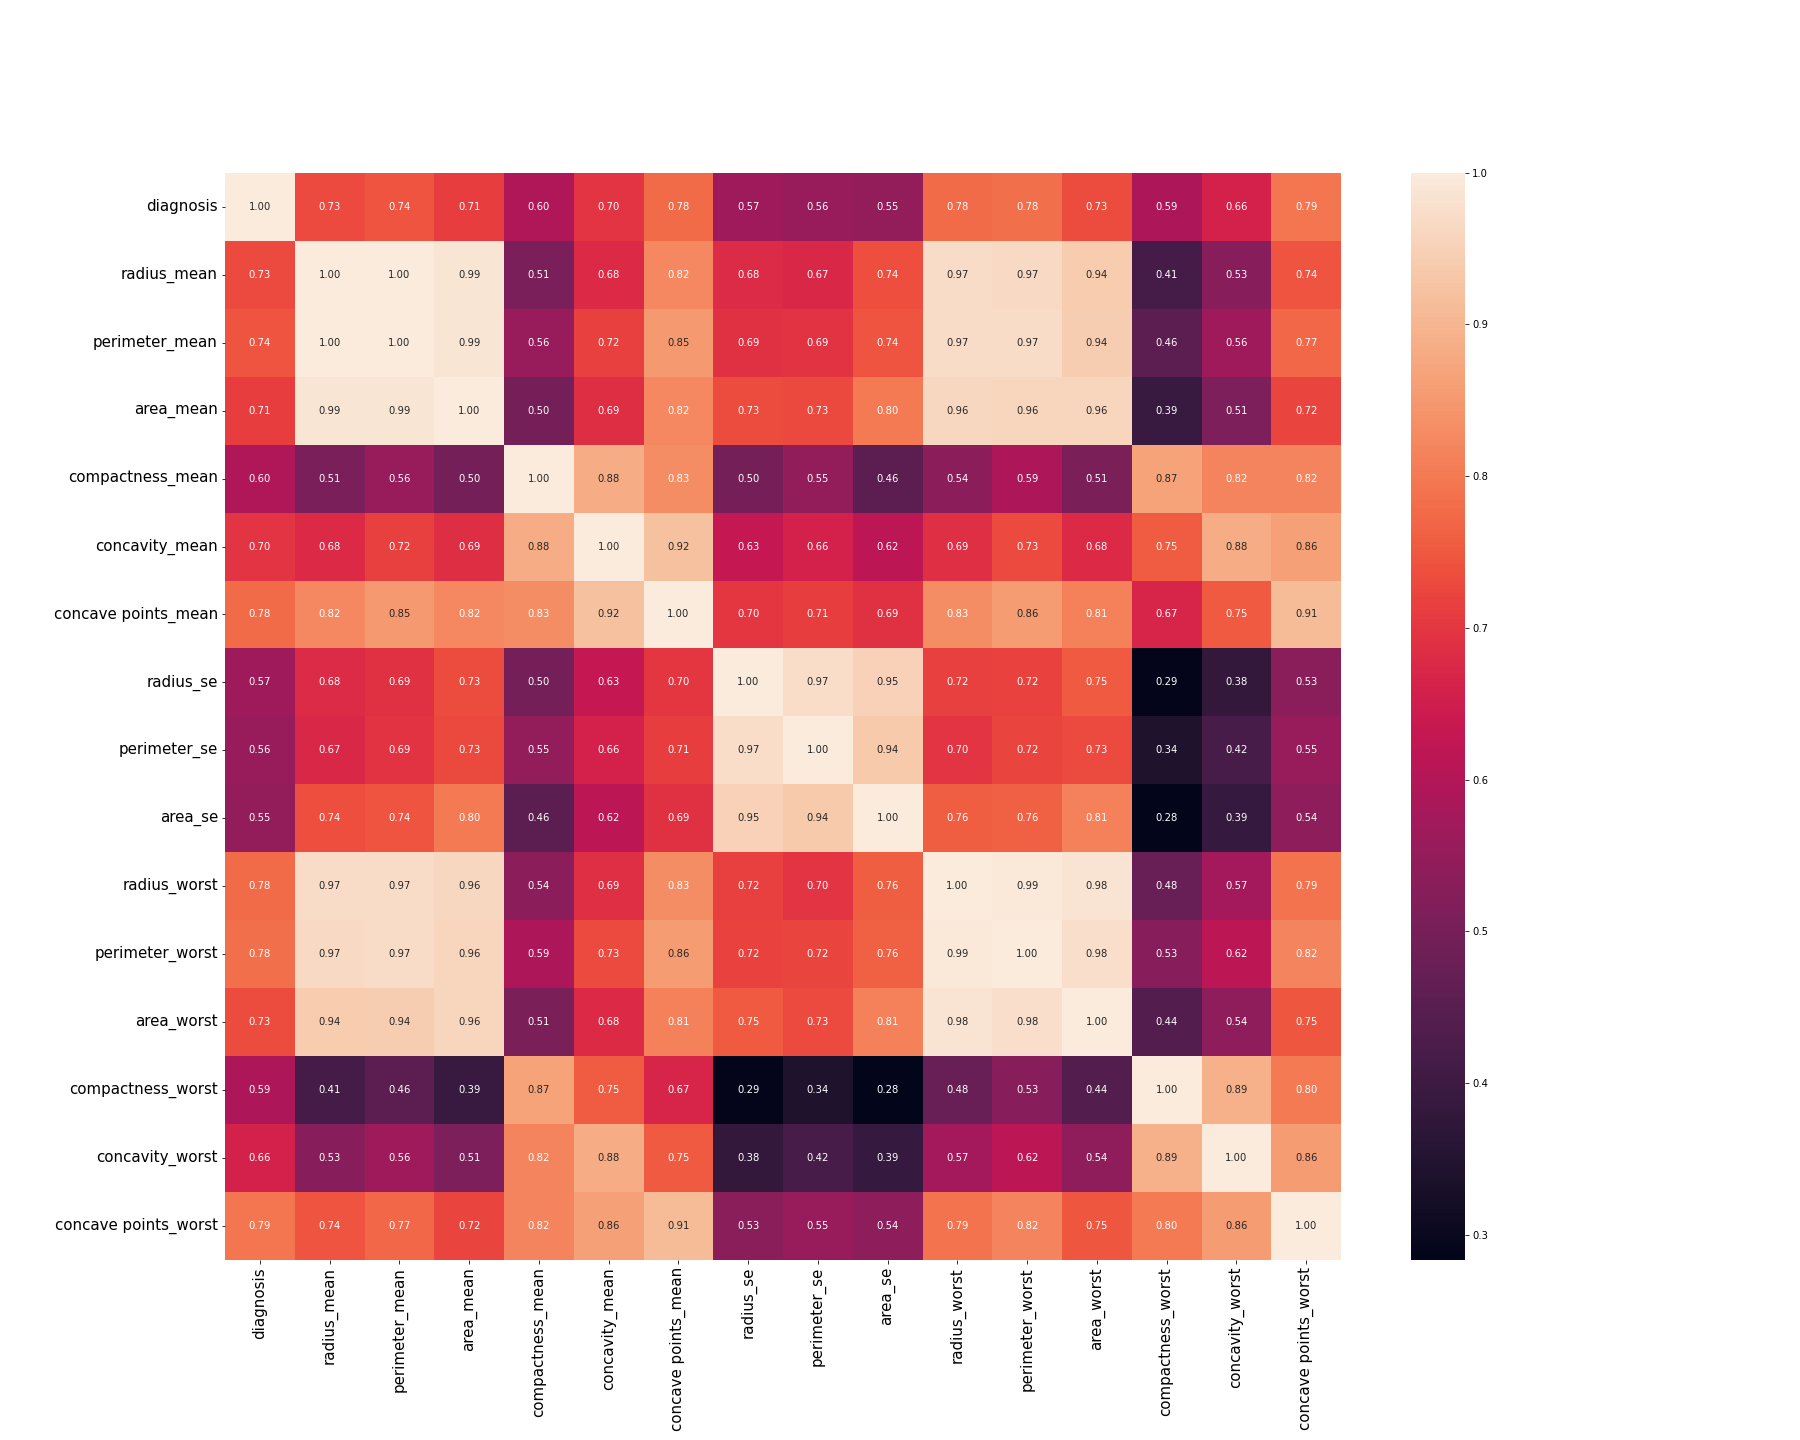 1.0
diagnosis 1.00 0.73 0.74 0.71 0.60 0.70 0.78 0.57 0.56 0.55 0.78 0.78 0.73 0.59 0.66 0.79
radius_mean 0.73 1.00 1.00 0.99 0.51 0.68 0.82 0.68 0.67 0.74 0.97 0.97 0.94 0.41 0.53 0.74
0.9
perimeter_mean 0.74 1.00 1.00 0.99 0.56 0.72 0.85 0.69 0.69 0.74 0.97 0.97 0.94 0.46 0.56 0.77
area_mean 0.71 0.99 0.99 1.00 0.50 0.69 0.82 0.73 0.73 0.80 0.96 0.96 0.96 0.39 0.51 0.72
0.8
compactness_mean 0.60 0.51 0.56 0.50 1.00 0.88 0.83 0.50 0.55 0.46 0.54 0.59 0.51 0.87 0.82 0.82
concavity_mean 0.70 0.68 0.72 0.69 0.88 1.00 0.92 0.63 0.66 0.62 0.69 0.73 0.68 0.75 0.88 0.86
concave points_mean 0.78 0.82 0.85 0.82 0.83 0.92 1.00 0.70 0.71 0.69 0.83 0.86 0.81 0.67 0.75 0.91
0.7
radius_se 0.57 0.68 0.69 0.73 0.50 0.63 0.70 1.00 0.97 0.95 0.72 0.72 0.75 0.29 0.38 0.53
perimeter_se 0.56 0.67 0.69 0.73 0.55 0.66 0.71 0.97 1.00 0.94 0.70 0.72 0.73 0.34 0.42 0.55
0.6
area_se 0.55 0.74 0.74 0.80 0.46 0.62 0.69 0.95 0.94 1.00 0.76 0.76 0.81 0.28 0.39 0.54
radius_worst 0.78 0.97 0.97 0.96 0.54 0.69 0.83 0.72 0.70 0.76 1.00 0.99 0.98 0.48 0.57 0.79
0.5
perimeter_worst 0.78 0.97 0.97 0.96 0.59 0.73 0.86 0.72 0.72 0.76 0.99 1.00 0.98 0.53 0.62 0.82
area_worst 0.73 0.94 0.94 0.96 0.51 0.68 0.81 0.75 0.73 0.81 0.98 0.98 1.00 0.44 0.54 0.75
0.4
compactness_worst 0.59 0.41 0.46 0.39 0.87 0.75 0.67 0.29 0.34 0.28 0.48 0.53 0.44 1.00 0.89 0.80
concavity_worst 0.66 0.53 0.56 0.51 0.82 0.88 0.75 0.38 0.42 0.39 0.57 0.62 0.54 0.89 1.00 0.86
concave points_worst 0.79 0.74 0.77 0.72 0.82 0.86 0.91 0.53 0.55 0.54 0.79 0.82 0.75 0.80 0.86 1.00
0.3
diagnosis
radius_mean
perimeter_mean
area_mean
compactness_mean
concavity_mean
concave points_mean
radius_se
perimeter_se
area_se
radius_worst
perimeter_worst
area_worst
compactness_worst
concavity_worst
concave points_worst